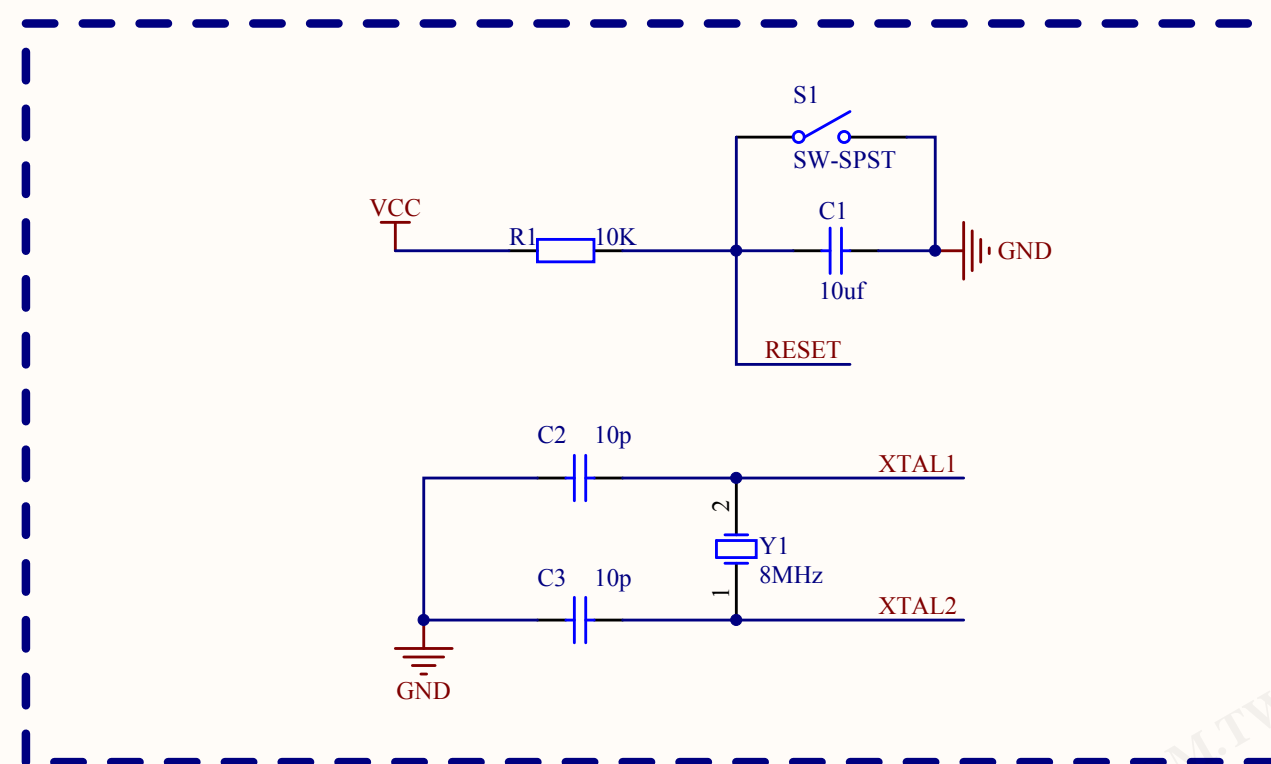 S1
SW-SPST
VCC
R1 10K
C1
GND
10uf
RESET
C2 10p
XTAL1
2
Y1
8MHz
C3 10p
1
XTAL2
GND
M.TW